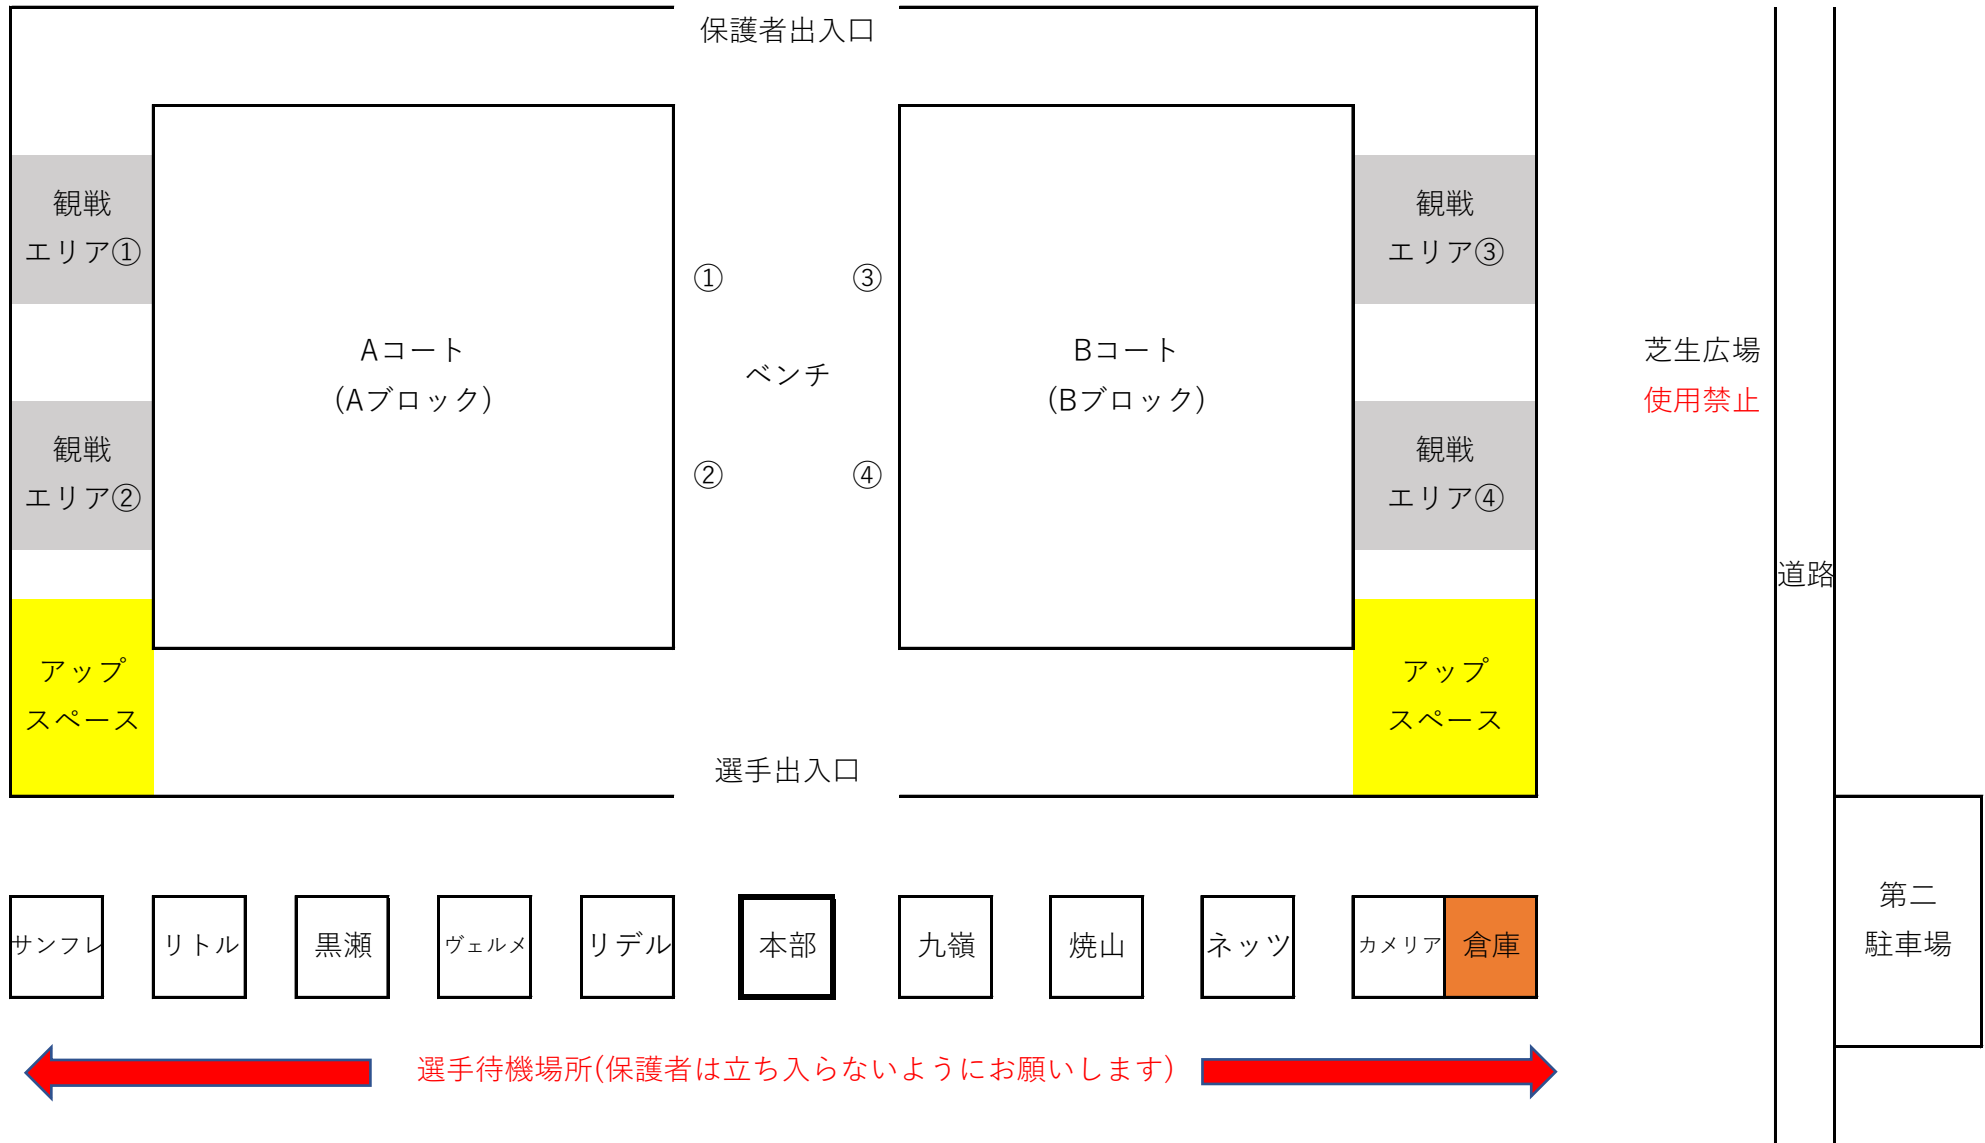 保護者出入口
観戦
エリア①
観戦
エリア③
①
③
Aコート
(Aブロック)
ベンチ
Bコート
(Bブロック)
芝生広場
使用禁止
観戦
エリア②
②
④
観戦
エリア④
道路
アップ
スペース
アップ
スペース
選手出入口
サンフレ
リトル
黒瀬
ヴェルメ
リデル
本部
九嶺
焼山
ネッツ
カメリア
倉庫
第二
駐車場
選手待機場所(保護者は立ち入らないようにお願いします)